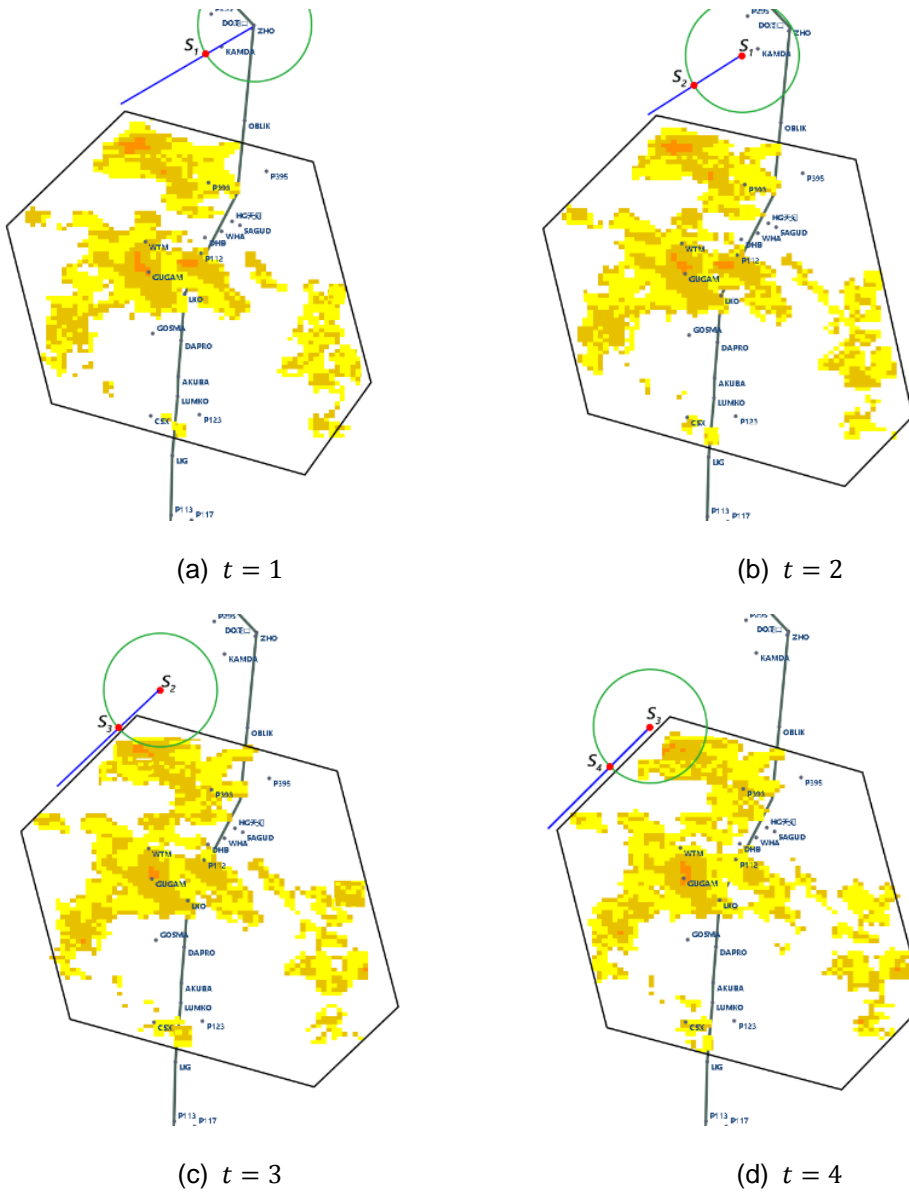 ZHO
S₁
KAMDA
OBLIK
P395
SAGUD
WHA
DHB
WTM
P112
GUGAM
LKO
GOSMA
DAPRO
AKUBA
LUMKO
CSX
P123
LIG
P113
P117
(a) t = 1
ZHO
S₁
KAMDA
S₂
OBLIK
P395
SAGUD
WHA
DHB
WTM
P112
GUGAM
LKO
GOSMA
DAPRO
AKUBA
LUMKO
CSX
P123
LIG
P113
P117
(b) t = 2
ZHO
KAMDA
S₂
S₃
OBLIK
P395
SAGUD
WHA
DHB
WTM
P112
GUGAM
LKO
GOSMA
DAPRO
AKUBA
LUMKO
CSX
P123
LIG
P113
P117
(c) t = 3
ZHO
KAMDA
S₃
OBLIK
S₄
P395
SAGUD
WHA
DHB
WTM
P112
GUGAM
LKO
GOSMA
DAPRO
AKUBA
LUMKO
CSX
P123
LIG
P113
P117
(d) t = 4